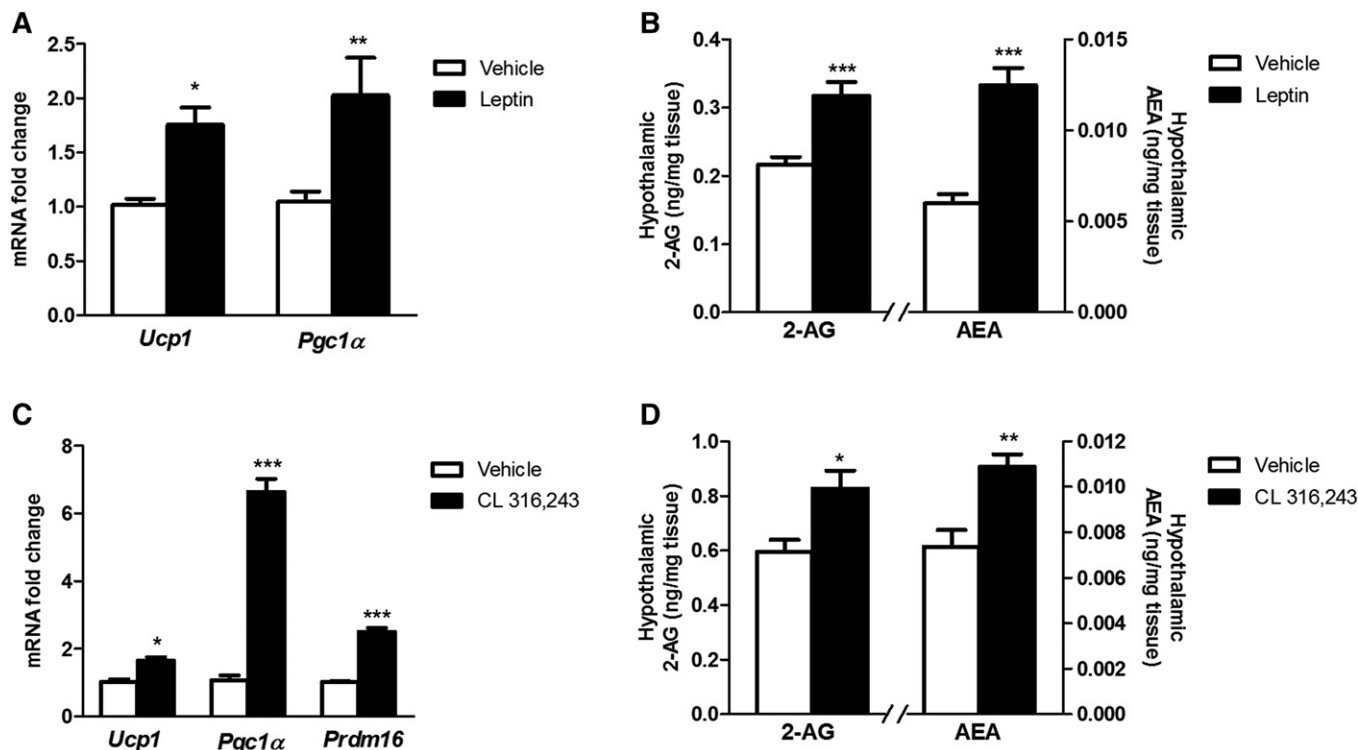 A
mRNA fold change
2.5
2.0
1.5
1.0
0.5
0.0
*
**
Vehicle
Leptin
Ucp1
Pgc1α
B
Hypothalamic
2-AG (ng/mg tissue)
0.4
0.3
0.2
0.1
0.0
***
***
0.015
0.010
0.005
0.000
Hypothalamic
AEA (ng/mg tissue)
Vehicle
Leptin
2-AG
AEA
C
mRNA fold change
8
6
4
2
0
*
***
***
Vehicle
CL 316,243
Ucp1
Pgc1α
Prdm16
D
Hypothalamic
2-AG (ng/mg tissue)
1.0
0.8
0.6
0.4
0.2
0.0
*
**
0.012
0.010
0.008
0.006
0.004
0.002
0.000
Hypothalamic
AEA (ng/mg tissue)
Vehicle
CL 316,243
2-AG
AEA